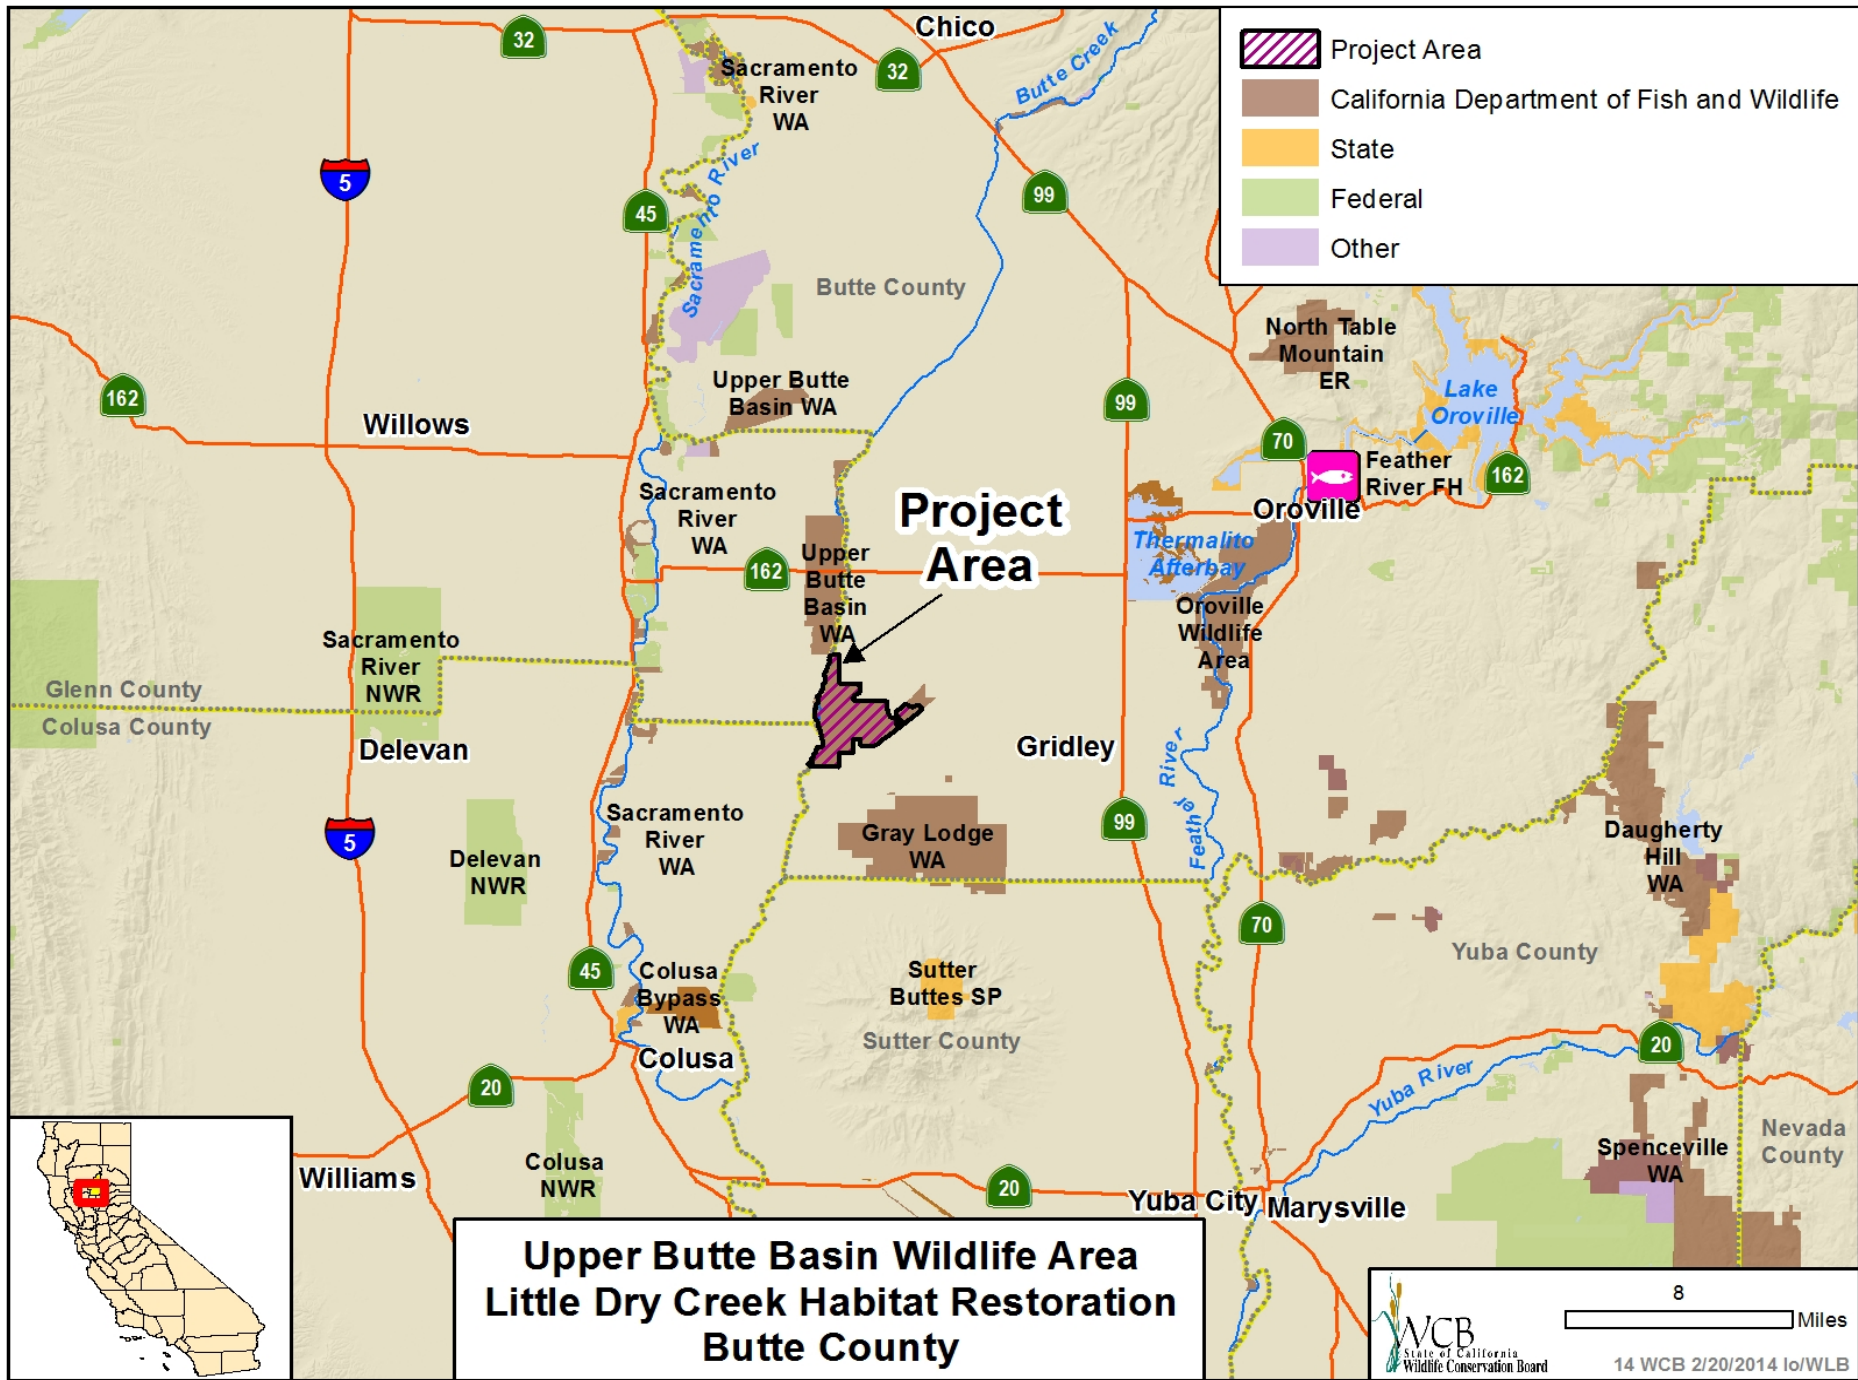 Chico
32
32
Butte Creek
Sacramento
River
WA
Sacramento River
5
45
99
Butte County
Project Area
California Department of Fish and Wildlife
State
Federal
Other
North Table
Mountain
ER
Lake
Oroville
162
Willows
Upper Butte
Basin WA
99
70
Feather
River FH
162
Oroville
Sacramento
River
WA
Project
Area
162
Upper
Butte
Basin
WA
Thermalito
Afterbay
Oroville
Wildlife
Area
Sacramento
River
NWR
Glenn County
Colusa County
Delevan
Gridley
Feather River
5
Delevan
NWR
Sacramento
River
WA
Gray Lodge
WA
99
Daugherty
Hill
WA
70
Yuba County
45
Colusa
Bypass
WA
Colusa
Sutter
Buttes SP
Sutter County
20
20
Yuba River
Nevada
County
Spenceville
WA
Williams
Colusa
NWR
20
Yuba City
Marysville
Upper Butte Basin Wildlife Area
Little Dry Creek Habitat Restoration
Butte County
WCB
State of California
Wildlife Conservation Board
8
Miles
14 WCB 2/20/2014 lo/WLB